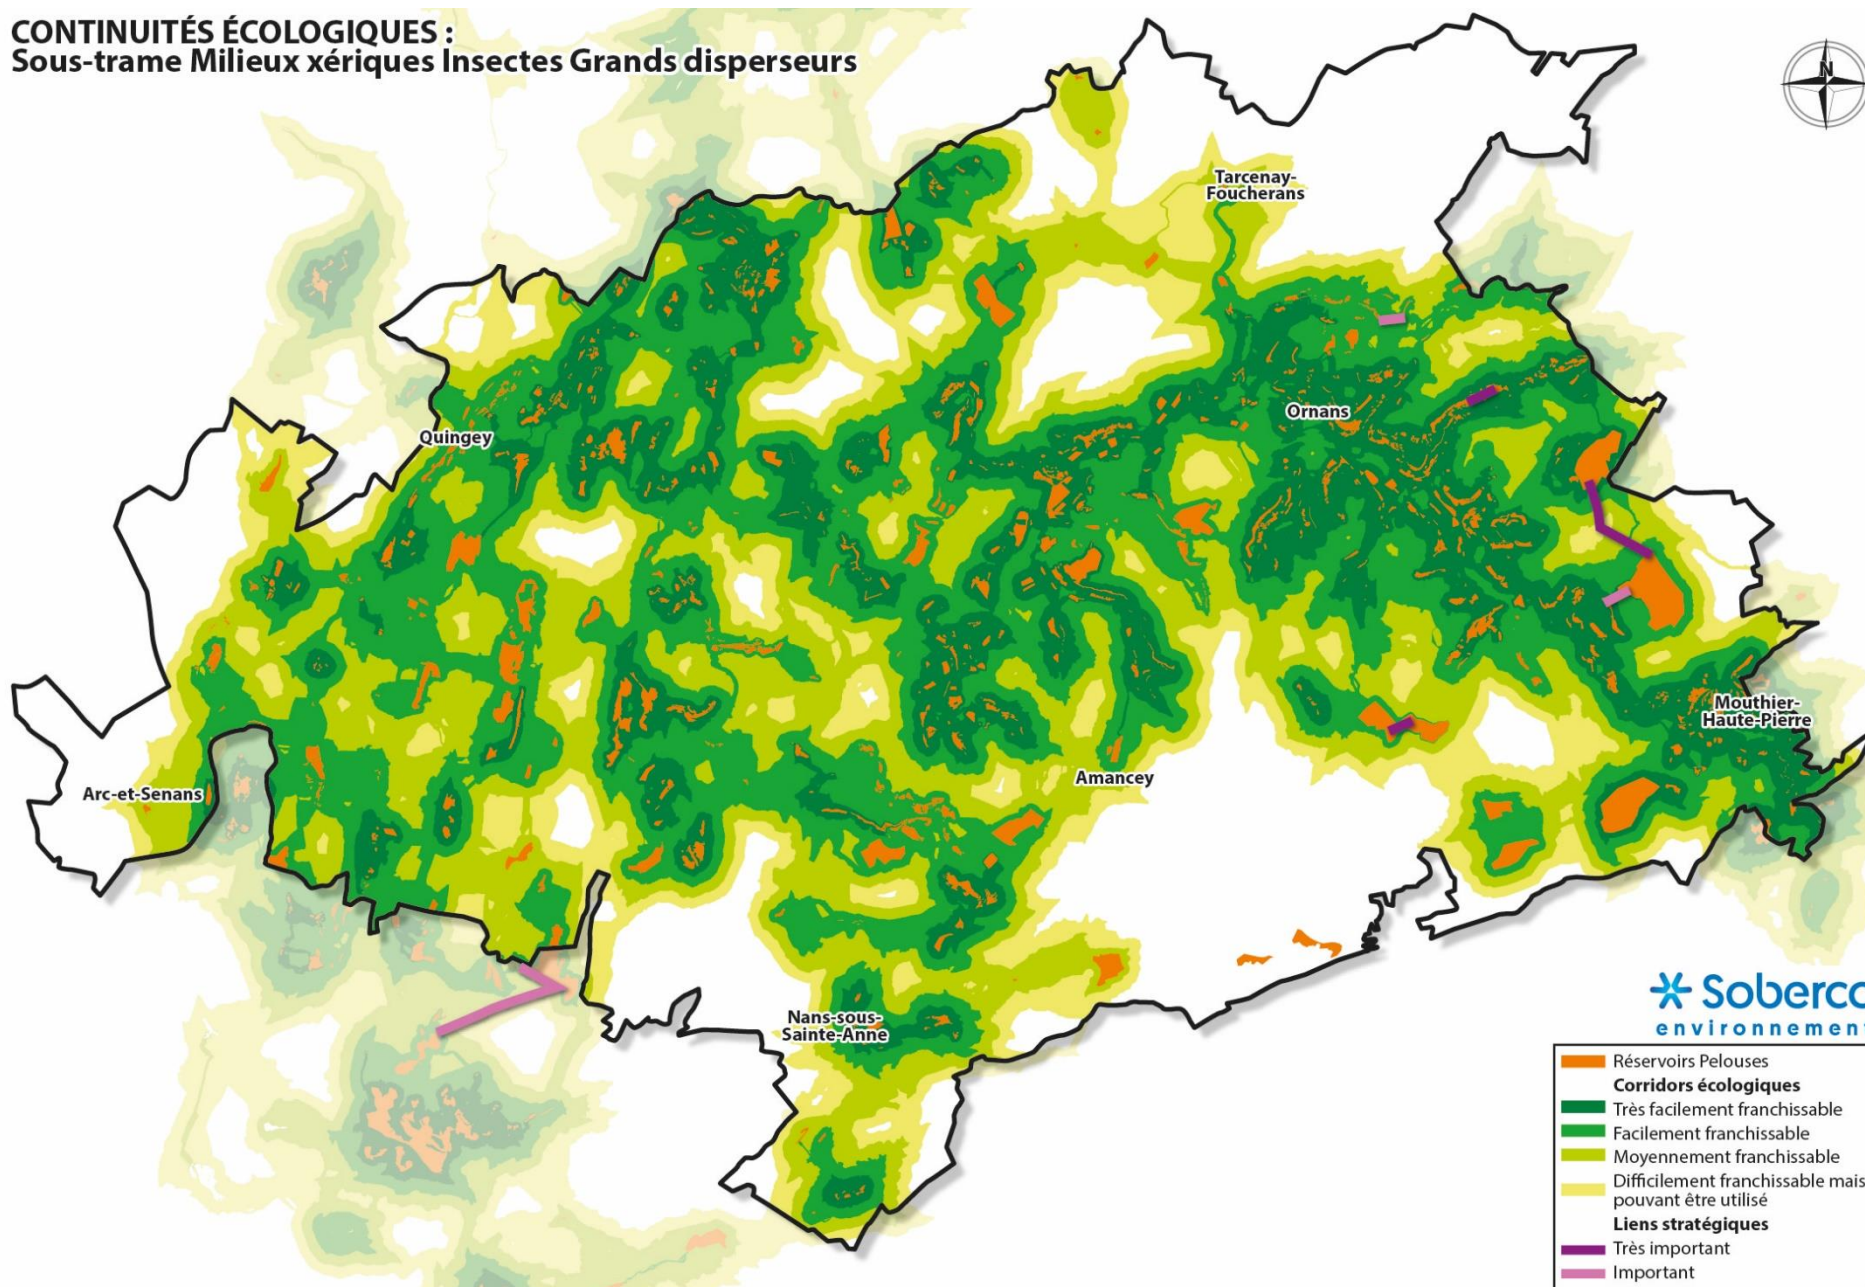 CONTINUITÉS ÉCOLOGIQUES :
Sous-trame Milieux xériques Insectes Grands disperseurs
N
Tarcenay-
Foucherans
Ornans
Quingey
Mouthier-
Haute-Pierre
Amancey
Arc-et-Senans
Nans-sous-
Sainte-Anne
Soberco
environnement
Réservoirs Pelouses
Corridors écologiques
Très facilement franchissable
Facilement franchissable
Moyennement franchissable
Difficilement franchissable mais
pouvant être utilisé
Liens stratégiques
Très important
Important